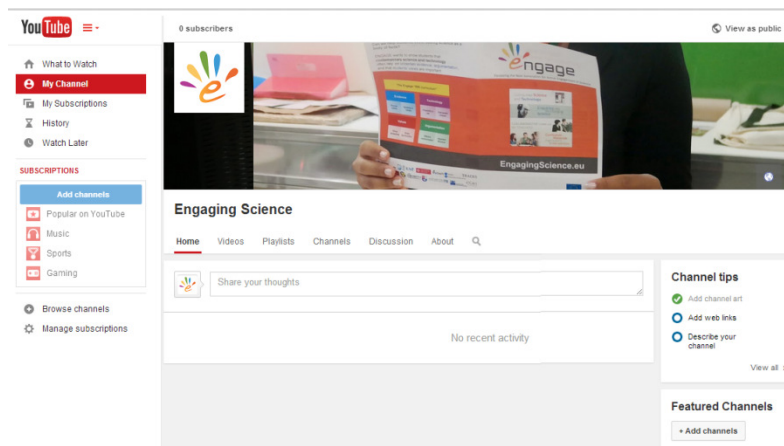 YouTube
0 subscribers
View as public
What to Watch
My Channel
My Subscriptions
History
Watch Later
SUBSCRIPTIONS
Add channels
Popular on YouTube
Music
Sports
Gaming
Browse channels
Manage subscriptions
engage
EngagingScience.eu
Engaging Science
Home Videos Playlists Channels Discussion About
Share your thoughts
No recent activity
Channel tips
Add channel art
Add web links
Describe your
channel
View all
Featured Channels
+ Add channels